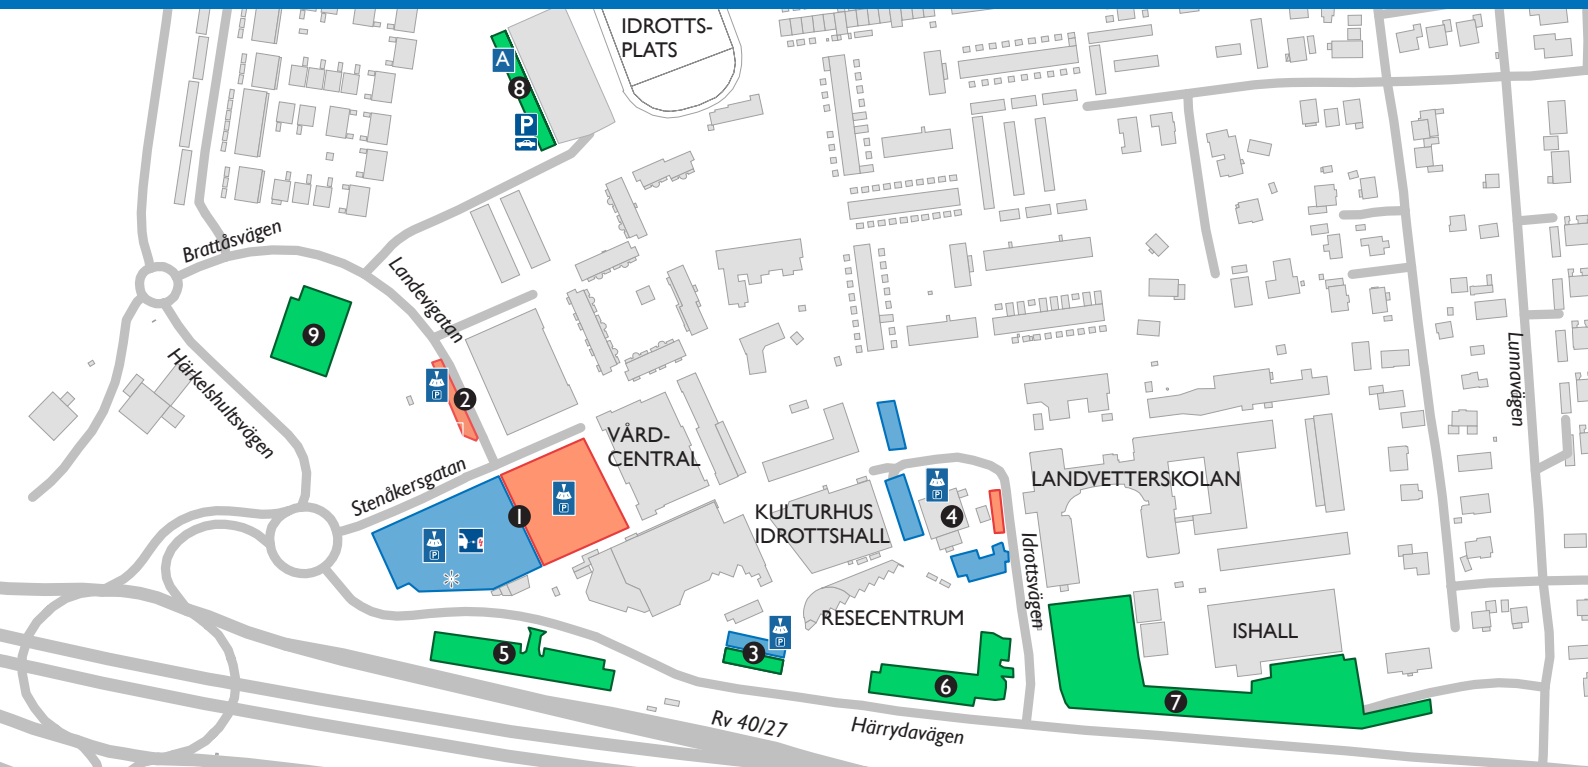 IDROTTS-
PLATS
A
8
P
Brattåsvägen
Landevigatan
9
Härkelshultsvägen
P
2
VÅRD-
CENTRAL
Stenåkersgatan
P
1
P
KULTURHUS
IDROTTSHALL
P
4
LANDVETTERSKOLAN
Lunnavägen
Idrottsvägen
RESECENTRUM
ISHALL
5
P
3
6
7
Rv 40/27
Härrydavägen